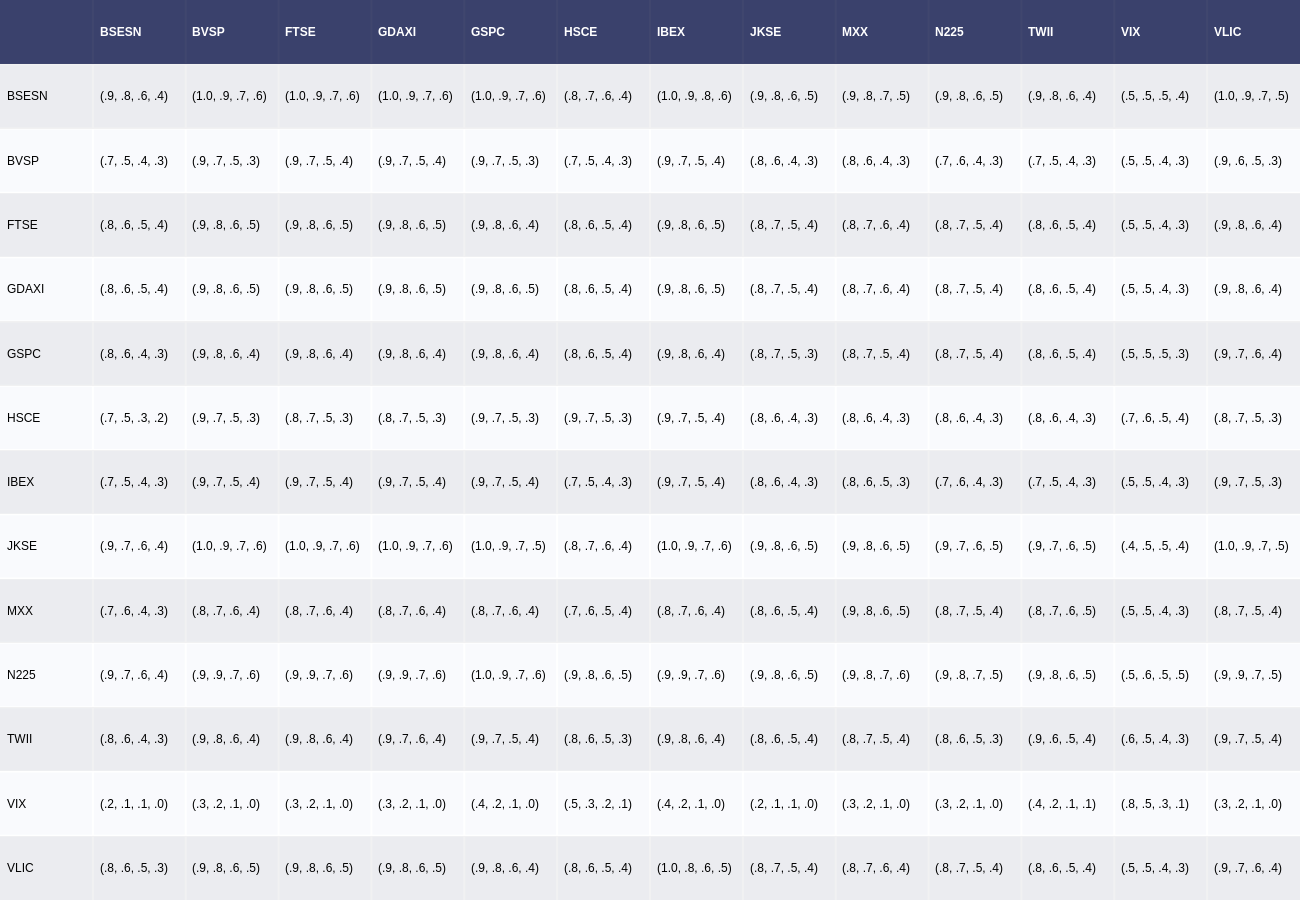 BSESN BVSP FTSE GDAXI GSPC HSCE IBEX JKSE MXX N225 TWII VIX VLIC
BSESN (.9, .8, .6, .4) (1.0, .9, .7, .6) (1.0, .9, .7, .6) (1.0, .9, .7, .6) (1.0, .9, .7, .6) (.8, .7, .6, .4) (1.0, .9, .8, .6) (.9, .8, .6, .5) (.9, .8, .7, .5) (.9, .8, .6, .5) (.9, .8, .6, .4) (.5, .5, .5, .4) (1.0, .9, .7, .5)
BVSP (.7, .5, .4, .3) (.9, .7, .5, .3) (.9, .7, .5, .4) (.9, .7, .5, .4) (.9, .7, .5, .3) (.7, .5, .4, .3) (.9, .7, .5, .4) (.8, .6, .4, .3) (.8, .6, .4, .3) (.7, .6, .4, .3) (.7, .5, .4, .3) (.5, .5, .4, .3) (.9, .6, .5, .3)
FTSE (.8, .6, .5, .4) (.9, .8, .6, .5) (.9, .8, .6, .5) (.9, .8, .6, .5) (.9, .8, .6, .4) (.8, .6, .5, .4) (.9, .8, .6, .5) (.8, .7, .5, .4) (.8, .7, .6, .4) (.8, .7, .5, .4) (.8, .6, .5, .4) (.5, .5, .4, .3) (.9, .8, .6, .4)
GDAXI (.8, .6, .5, .4) (.9, .8, .6, .5) (.9, .8, .6, .5) (.9, .8, .6, .5) (.9, .8, .6, .5) (.8, .6, .5, .4) (.9, .8, .6, .5) (.8, .7, .5, .4) (.8, .7, .6, .4) (.8, .7, .5, .4) (.8, .6, .5, .4) (.5, .5, .4, .3) (.9, .8, .6, .4)
GSPC (.8, .6, .4, .3) (.9, .8, .6, .4) (.9, .8, .6, .4) (.9, .8, .6, .4) (.9, .8, .6, .4) (.8, .6, .5, .4) (.9, .8, .6, .4) (.8, .7, .5, .3) (.8, .7, .5, .4) (.8, .7, .5, .4) (.8, .6, .5, .4) (.5, .5, .5, .3) (.9, .7, .6, .4)
HSCE (.7, .5, .3, .2) (.9, .7, .5, .3) (.8, .7, .5, .3) (.8, .7, .5, .3) (.9, .7, .5, .3) (.9, .7, .5, .3) (.9, .7, .5, .4) (.8, .6, .4, .3) (.8, .6, .4, .3) (.8, .6, .4, .3) (.8, .6, .4, .3) (.7, .6, .5, .4) (.8, .7, .5, .3)
IBEX (.7, .5, .4, .3) (.9, .7, .5, .4) (.9, .7, .5, .4) (.9, .7, .5, .4) (.9, .7, .5, .4) (.7, .5, .4, .3) (.9, .7, .5, .4) (.8, .6, .4, .3) (.8, .6, .5, .3) (.7, .6, .4, .3) (.7, .5, .4, .3) (.5, .5, .4, .3) (.9, .7, .5, .3)
JKSE (.9, .7, .6, .4) (1.0, .9, .7, .6) (1.0, .9, .7, .6) (1.0, .9, .7, .6) (1.0, .9, .7, .5) (.8, .7, .6, .4) (1.0, .9, .7, .6) (.9, .8, .6, .5) (.9, .8, .6, .5) (.9, .7, .6, .5) (.9, .7, .6, .5) (.4, .5, .5, .4) (1.0, .9, .7, .5)
MXX (.7, .6, .4, .3) (.8, .7, .6, .4) (.8, .7, .6, .4) (.8, .7, .6, .4) (.8, .7, .6, .4) (.7, .6, .5, .4) (.8, .7, .6, .4) (.8, .6, .5, .4) (.9, .8, .6, .5) (.8, .7, .5, .4) (.8, .7, .6, .5) (.5, .5, .4, .3) (.8, .7, .5, .4)
N225 (.9, .7, .6, .4) (.9, .9, .7, .6) (.9, .9, .7, .6) (.9, .9, .7, .6) (1.0, .9, .7, .6) (.9, .8, .6, .5) (.9, .9, .7, .6) (.9, .8, .6, .5) (.9, .8, .7, .6) (.9, .8, .7, .5) (.9, .8, .6, .5) (.5, .6, .5, .5) (.9, .9, .7, .5)
TWII (.8, .6, .4, .3) (.9, .8, .6, .4) (.9, .8, .6, .4) (.9, .7, .6, .4) (.9, .7, .5, .4) (.8, .6, .5, .3) (.9, .8, .6, .4) (.8, .6, .5, .4) (.8, .7, .5, .4) (.8, .6, .5, .3) (.9, .6, .5, .4) (.6, .5, .4, .3) (.9, .7, .5, .4)
VIX (.2, .1, .1, .0) (.3, .2, .1, .0) (.3, .2, .1, .0) (.3, .2, .1, .0) (.4, .2, .1, .0) (.5, .3, .2, .1) (.4, .2, .1, .0) (.2, .1, .1, .0) (.3, .2, .1, .0) (.3, .2, .1, .0) (.4, .2, .1, .1) (.8, .5, .3, .1) (.3, .2, .1, .0)
VLIC (.8, .6, .5, .3) (.9, .8, .6, .5) (.9, .8, .6, .5) (.9, .8, .6, .5) (.9, .8, .6, .4) (.8, .6, .5, .4) (1.0, .8, .6, .5) (.8, .7, .5, .4) (.8, .7, .6, .4) (.8, .7, .5, .4) (.8, .6, .5, .4) (.5, .5, .4, .3) (.9, .7, .6, .4)